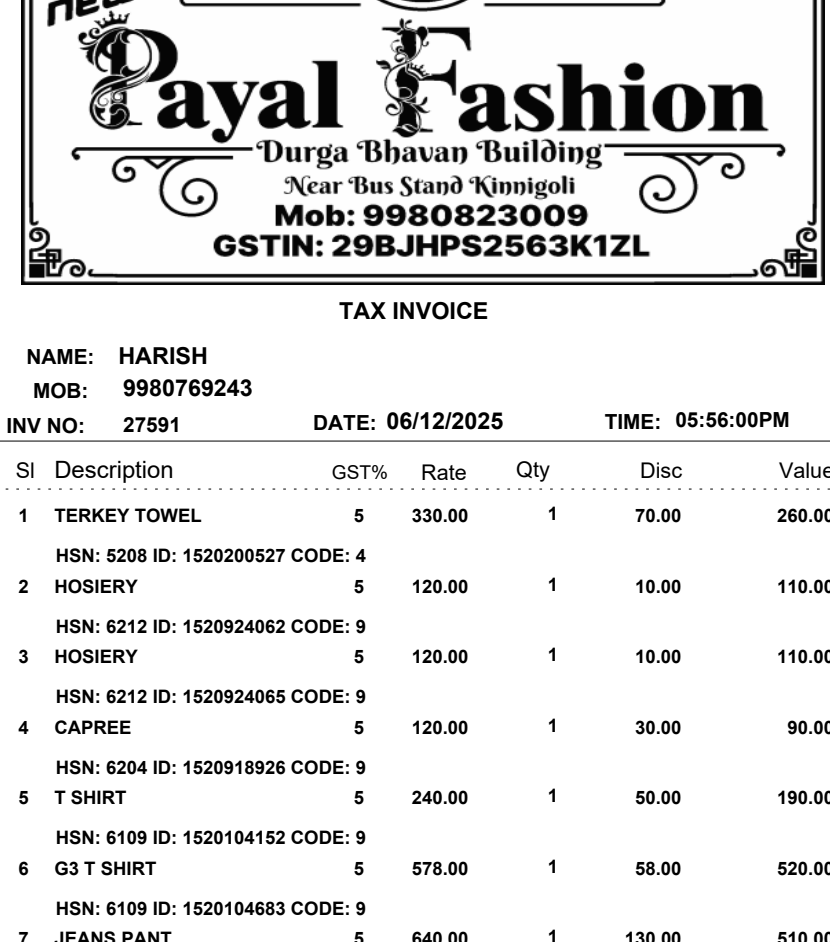 new
Payal Fashion
Durga Bhavan Building
Near Bus Stand Kinnigoli
Mob: 9980823009
GSTIN: 29BJHPS2563K1ZL
TAX INVOICE
NAME: HARISH
MOB: 9980769243
INV NO: 27591 DATE: 06/12/2025 TIME: 05:56:00PM
Sl Description GST% Rate Qty Disc Value
1 TERKEY TOWEL 5 330.00 1 70.00 260.00
HSN: 5208 ID: 1520200527 CODE: 4
2 HOSIERY 5 120.00 1 10.00 110.00
HSN: 6212 ID: 1520924062 CODE: 9
3 HOSIERY 5 120.00 1 10.00 110.00
HSN: 6212 ID: 1520924065 CODE: 9
4 CAPREE 5 120.00 1 30.00 90.00
HSN: 6204 ID: 1520918926 CODE: 9
5 T SHIRT 5 240.00 1 50.00 190.00
HSN: 6109 ID: 1520104152 CODE: 9
6 G3 T SHIRT 5 578.00 1 58.00 520.00
HSN: 6109 ID: 1520104683 CODE: 9
7 JEANS PANT 5 640.00 1 130.00 510.00